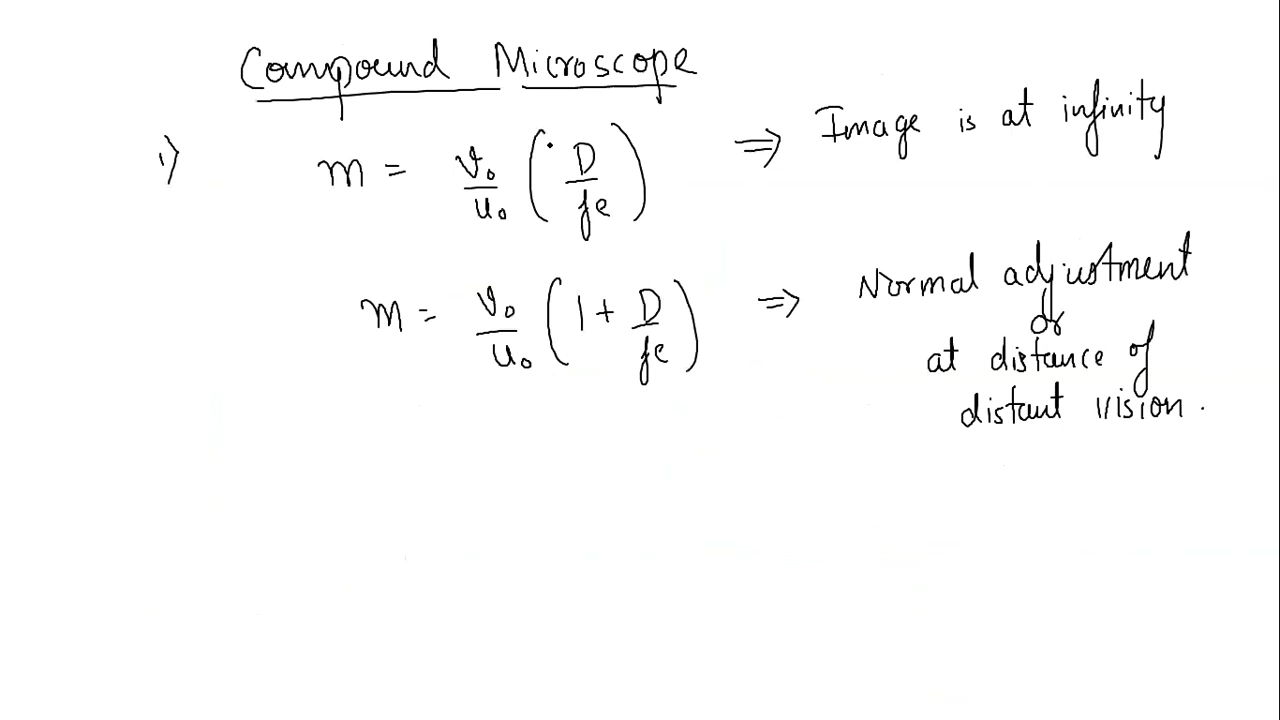 Compound Microscope
1) m = v₀/u₀ (D/fe) ⇒ Image is at infinity
m = v₀/u₀ (1 + D/fe) ⇒ Normal adjustment
or
at distance of
distant vision.